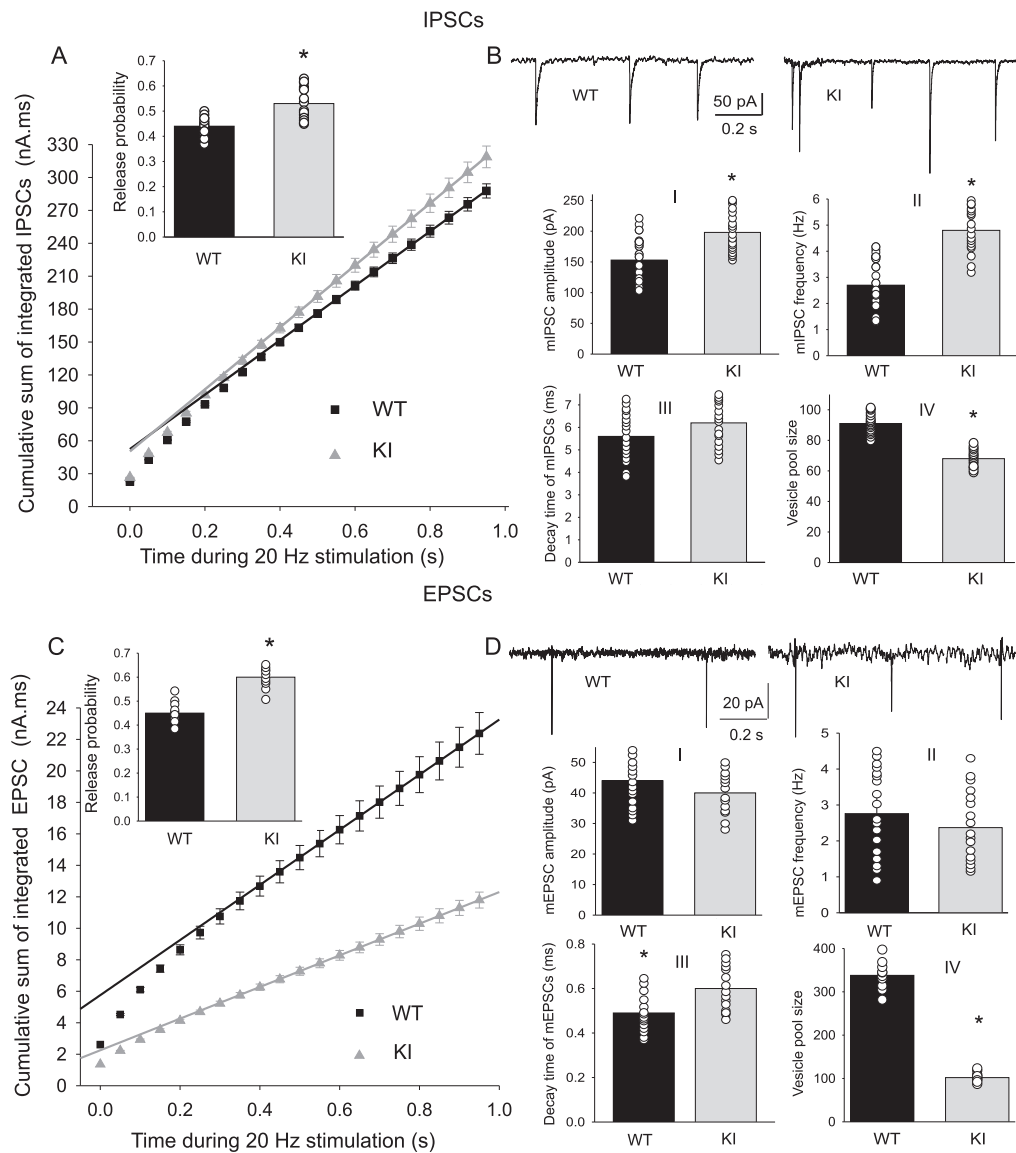 IPSCs
A
Release probability
0.7
0.6
0.5
0.4
0.3
0.2
0.1
0.0
*
WT
KI
Cumulative sum of integrated IPSCs (nA.ms)
330
300
270
240
210
180
150
120
90
60
30
0
WT
KI
0.0
0.2
0.4
0.6
0.8
1.0
Time during 20 Hz stimulation (s)
B
WT
50 pA
0.2 s
KI
I
*
mIPSC amplitude (pA)
250
200
150
100
50
0
WT
KI
II
*
mIPSC frequency (Hz)
6
5
4
3
2
1
0
WT
KI
III
Decay time of mIPSCs (ms)
7
6
5
4
3
2
1
0
WT
KI
IV
*
Vesicle pool size
100
80
60
40
20
0
WT
KI
EPSCs
C
Release probability
0.7
0.6
0.5
0.4
0.3
0.2
0.1
0.0
*
WT
KI
Cumulative sum of integrated EPSC (nA.ms)
24
22
20
18
16
14
12
10
8
6
4
2
0
WT
KI
0.0
0.2
0.4
0.6
0.8
1.0
Time during 20 Hz stimulation (s)
D
WT
20 pA
0.2 s
KI
I
mEPSC amplitude (pA)
50
40
30
20
10
0
WT
KI
II
mEPSC frequency (Hz)
5
4
3
2
1
0
WT
KI
III
*
Decay time of mEPSCs (ms)
0.8
0.6
0.4
0.2
0.0
WT
KI
IV
*
Vesicle pool size
400
300
200
100
0
WT
KI